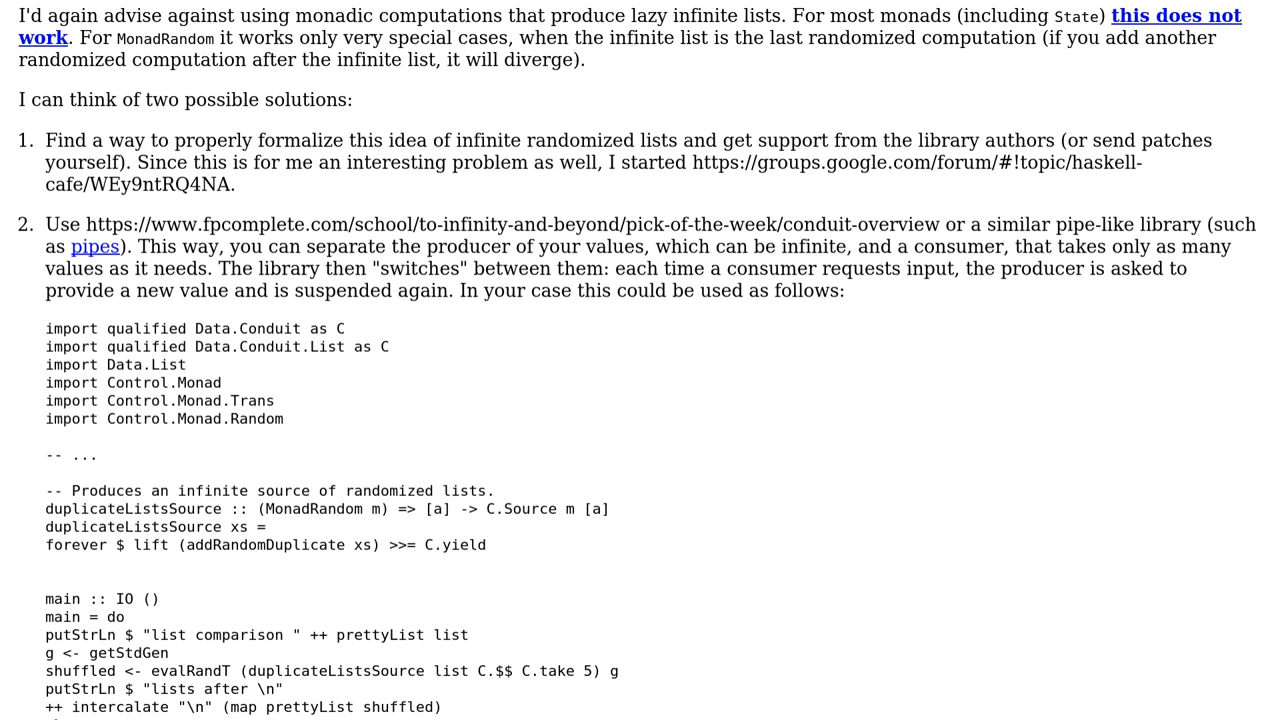 I'd again advise against using monadic computations that produce lazy infinite lists. For most monads (including State) this does not
work. For MonadRandom it works only very special cases, when the infinite list is the last randomized computation (if you add another
randomized computation after the infinite list, it will diverge).
I can think of two possible solutions:
1. Find a way to properly formalize this idea of infinite randomized lists and get support from the library authors (or send patches
yourself). Since this is for me an interesting problem as well, I started https://groups.google.com/forum/#!topic/haskell-
cafe/WEy9ntRQ4NA.
2. Use https://www.fpcomplete.com/school/to-infinity-and-beyond/pick-of-the-week/conduit-overview or a similar pipe-like library (such
as pipes). This way, you can separate the producer of your values, which can be infinite, and a consumer, that takes only as many
values as it needs. The library then "switches" between them: each time a consumer requests input, the producer is asked to
provide a new value and is suspended again. In your case this could be used as follows:
import qualified Data.Conduit as C
import qualified Data.Conduit.List as C
import Data.List
import Control.Monad
import Control.Monad.Trans
import Control.Monad.Random
-- ...
-- Produces an infinite source of randomized lists.
duplicateListsSource :: (MonadRandom m) => [a] -> C.Source m [a]
duplicateListsSource xs =
forever $ lift (addRandomDuplicate xs) >>= C.yield
main :: IO ()
main = do
putStrLn $ "list comparison " ++ prettyList list
g <- getStdGen
shuffled <- evalRandT (duplicateListsSource list C.$$ C.take 5) g
putStrLn $ "lists after \n"
++ intercalate "\n" (map prettyList shuffled)